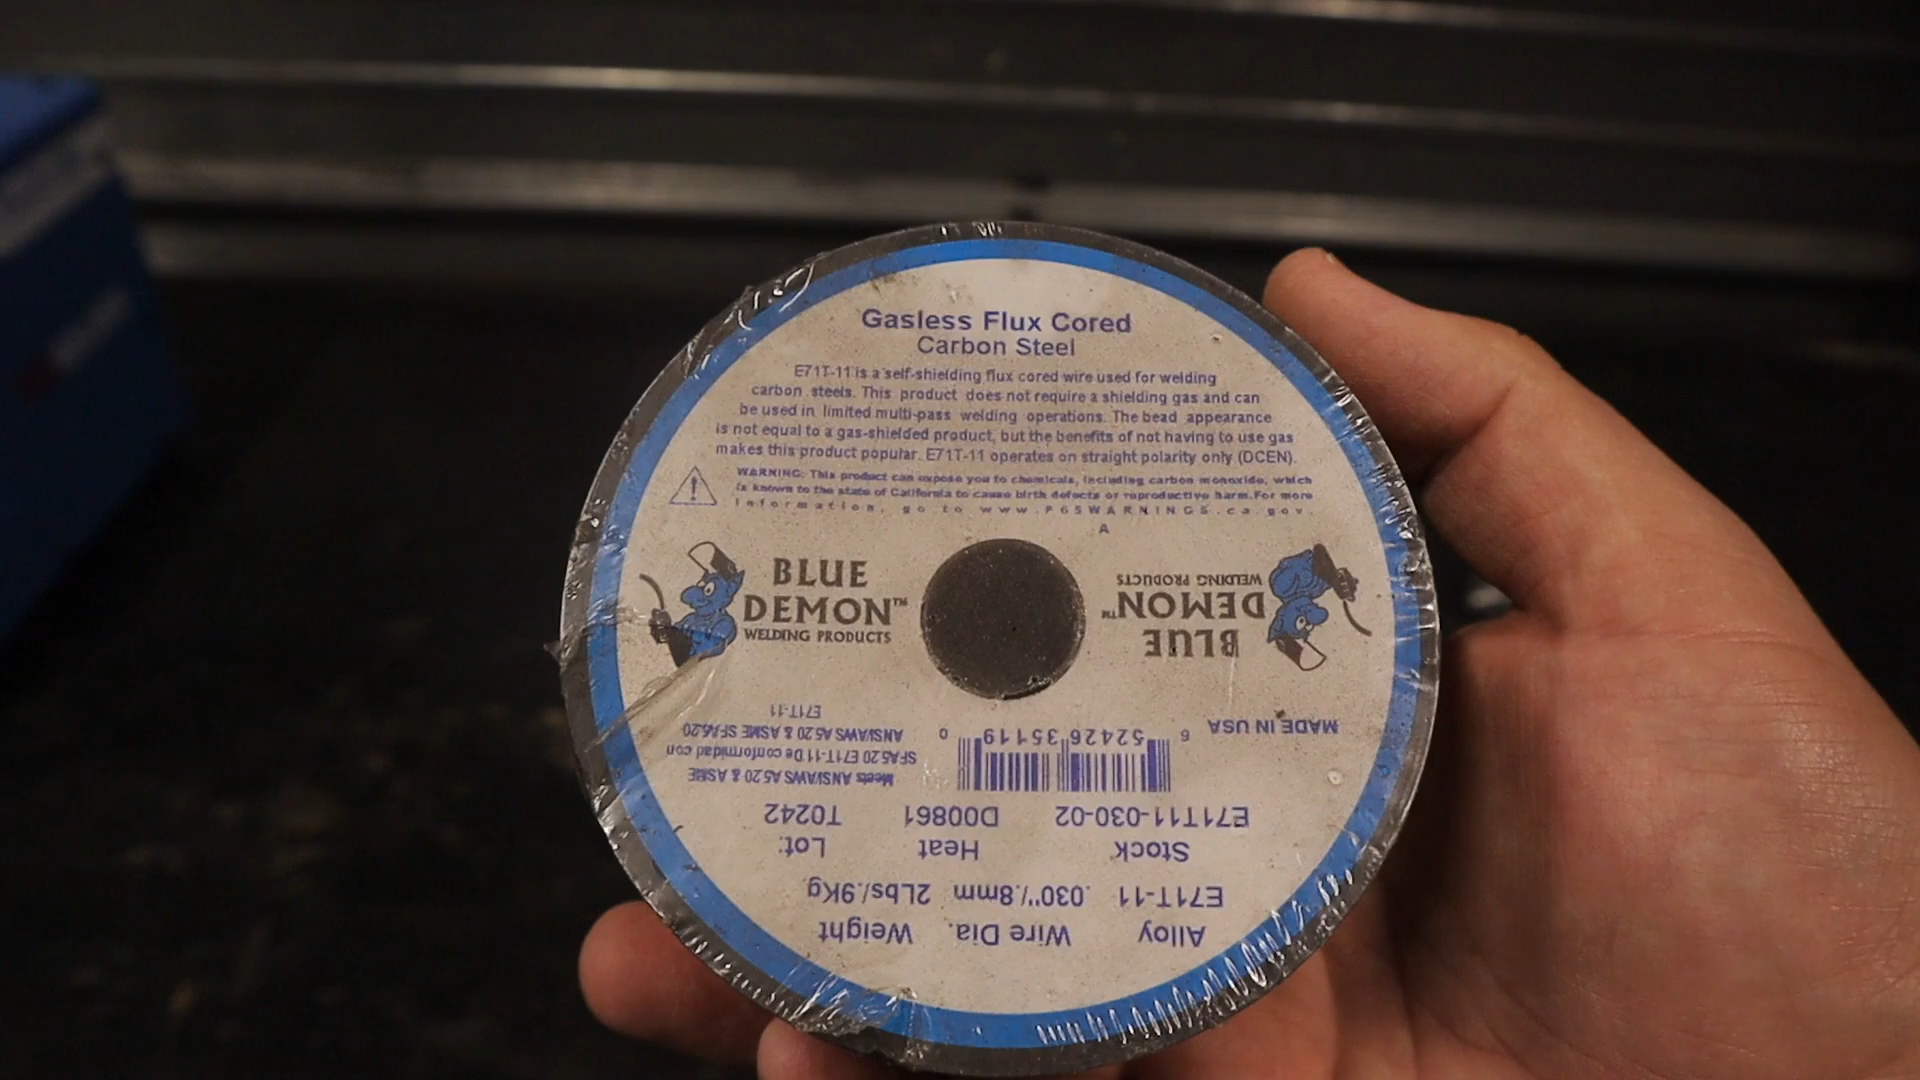 Gasless Flux Cored
Carbon Steel
E71T-11 is a self-shielding flux cored wire used for welding
carbon steels. This product does not require a shielding gas and can
be used in limited multi-pass welding operations. The bead appearance
is not equal to a gas-shielded product, but the benefits of not having to use gas
makes this product popular. E71T-11 operates on straight polarity only (DCEN).
WARNING: This product can expose you to chemicals, including carbon monoxide, which
is known to the state of California to cause birth defects or reproductive harm.For more
information, go to www.P65WARNINGS.ca.gov.
A
BLUE
DEMON™
WELDING PRODUCTS
BLUE
DEMON™
WELDING PRODUCTS
Alloy Wire Dia. Weight
E71T-11 .030"/.8mm 2Lbs/.9Kg.
Stock Heat Lot:
E71T11-030-02 D00861 T0242
Meets ANSI/AWS A5.20 & ASME
SFA5.20 E71T-11 De conformidad con
ANSI/AWS A5.20 & ASME SFA5.20
E71T-11
MADE IN USA
6 52426 35119 0